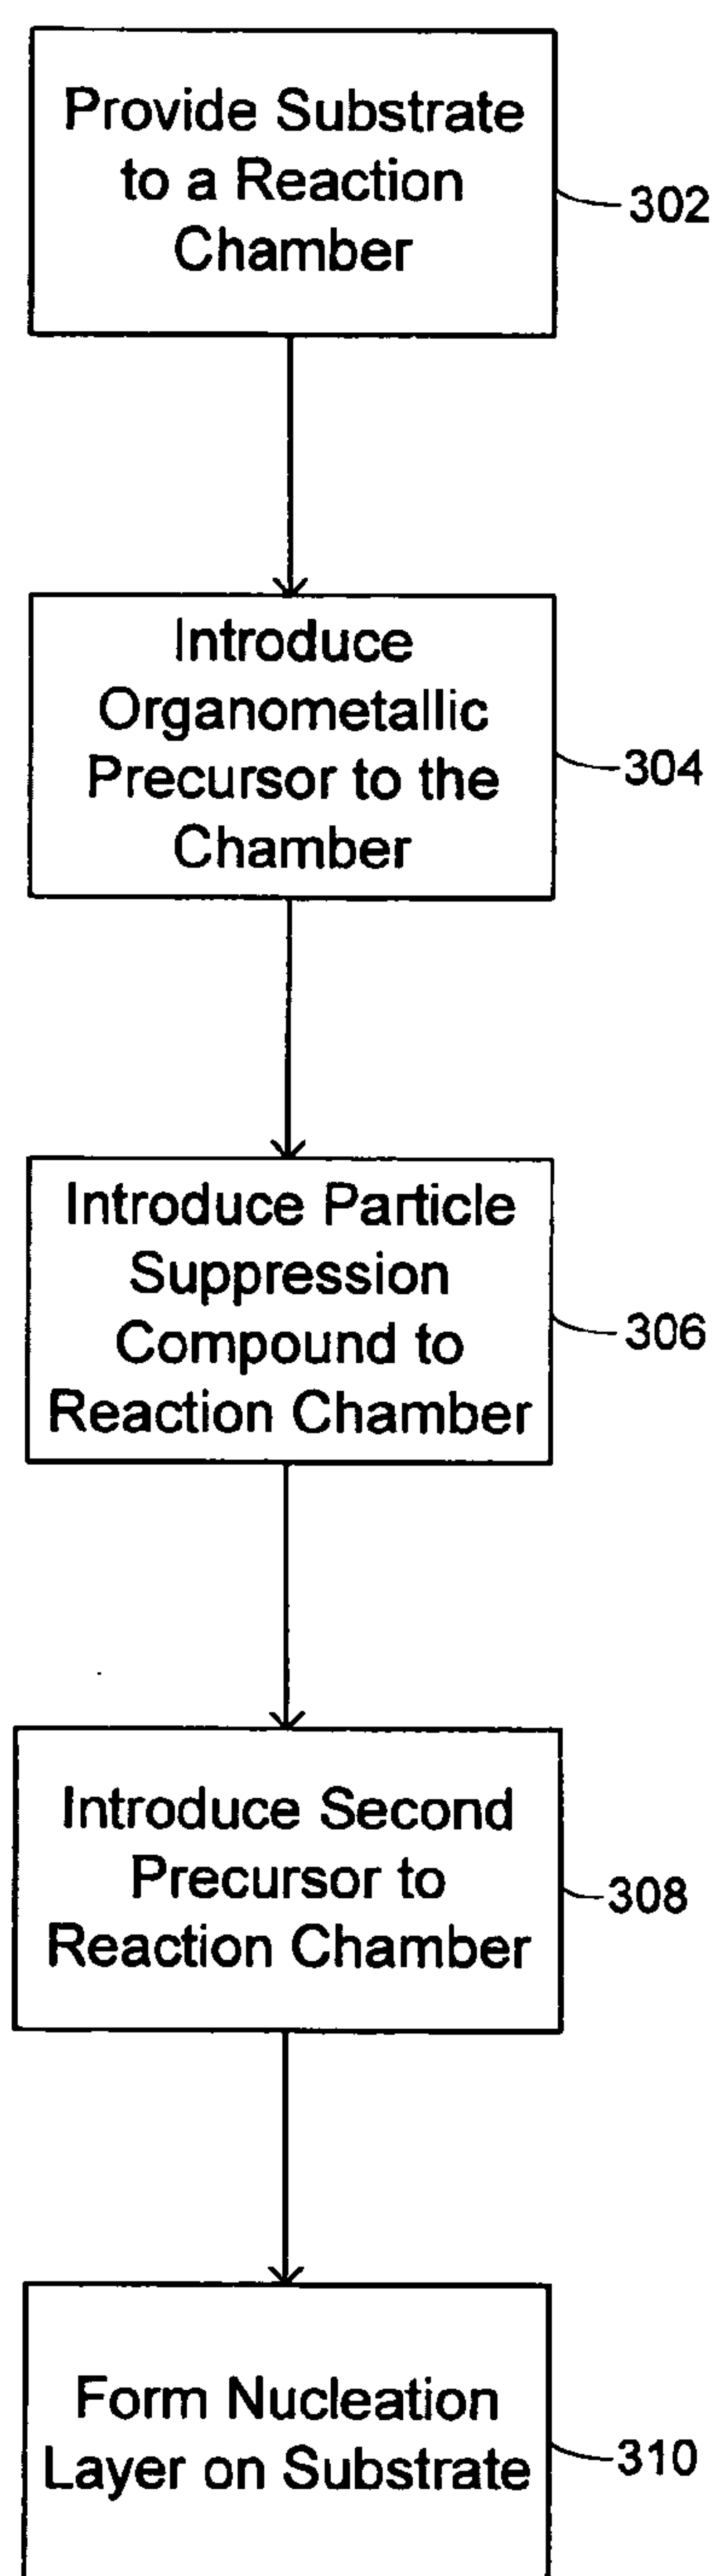 Provide Substrate
to a Reaction
Chamber
302
Introduce
Organometallic
Precursor to the
Chamber
304
Introduce Particle
Suppression
Compound to
Reaction Chamber
306
Introduce Second
Precursor to
Reaction Chamber
308
Form Nucleation
Layer on Substrate
310